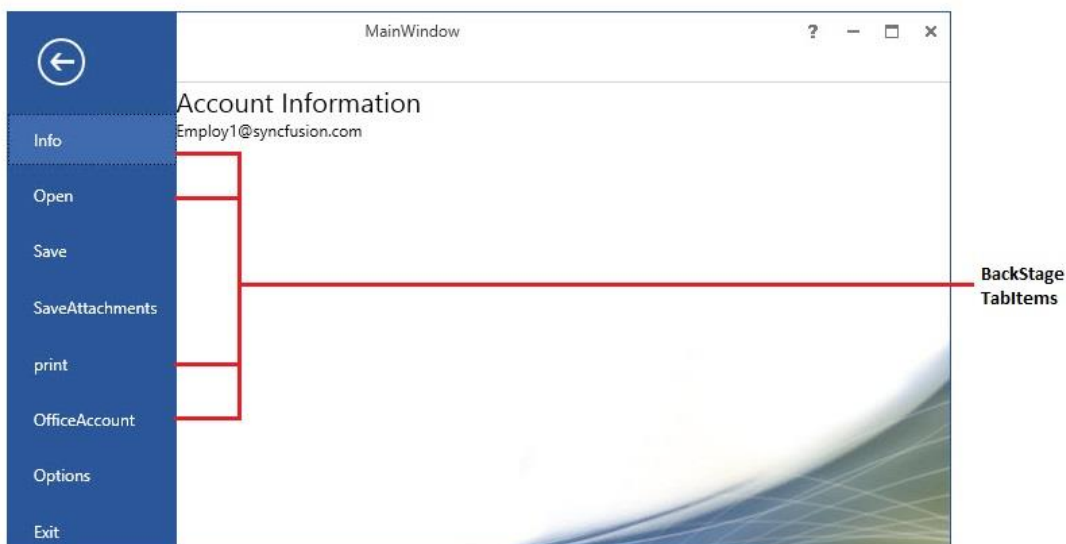 MainWindow
?
Account Information
Employ1@syncfusion.com
Info
Open
Save
SaveAttachments
print
OfficeAccount
Options
Exit
BackStage
TabItems